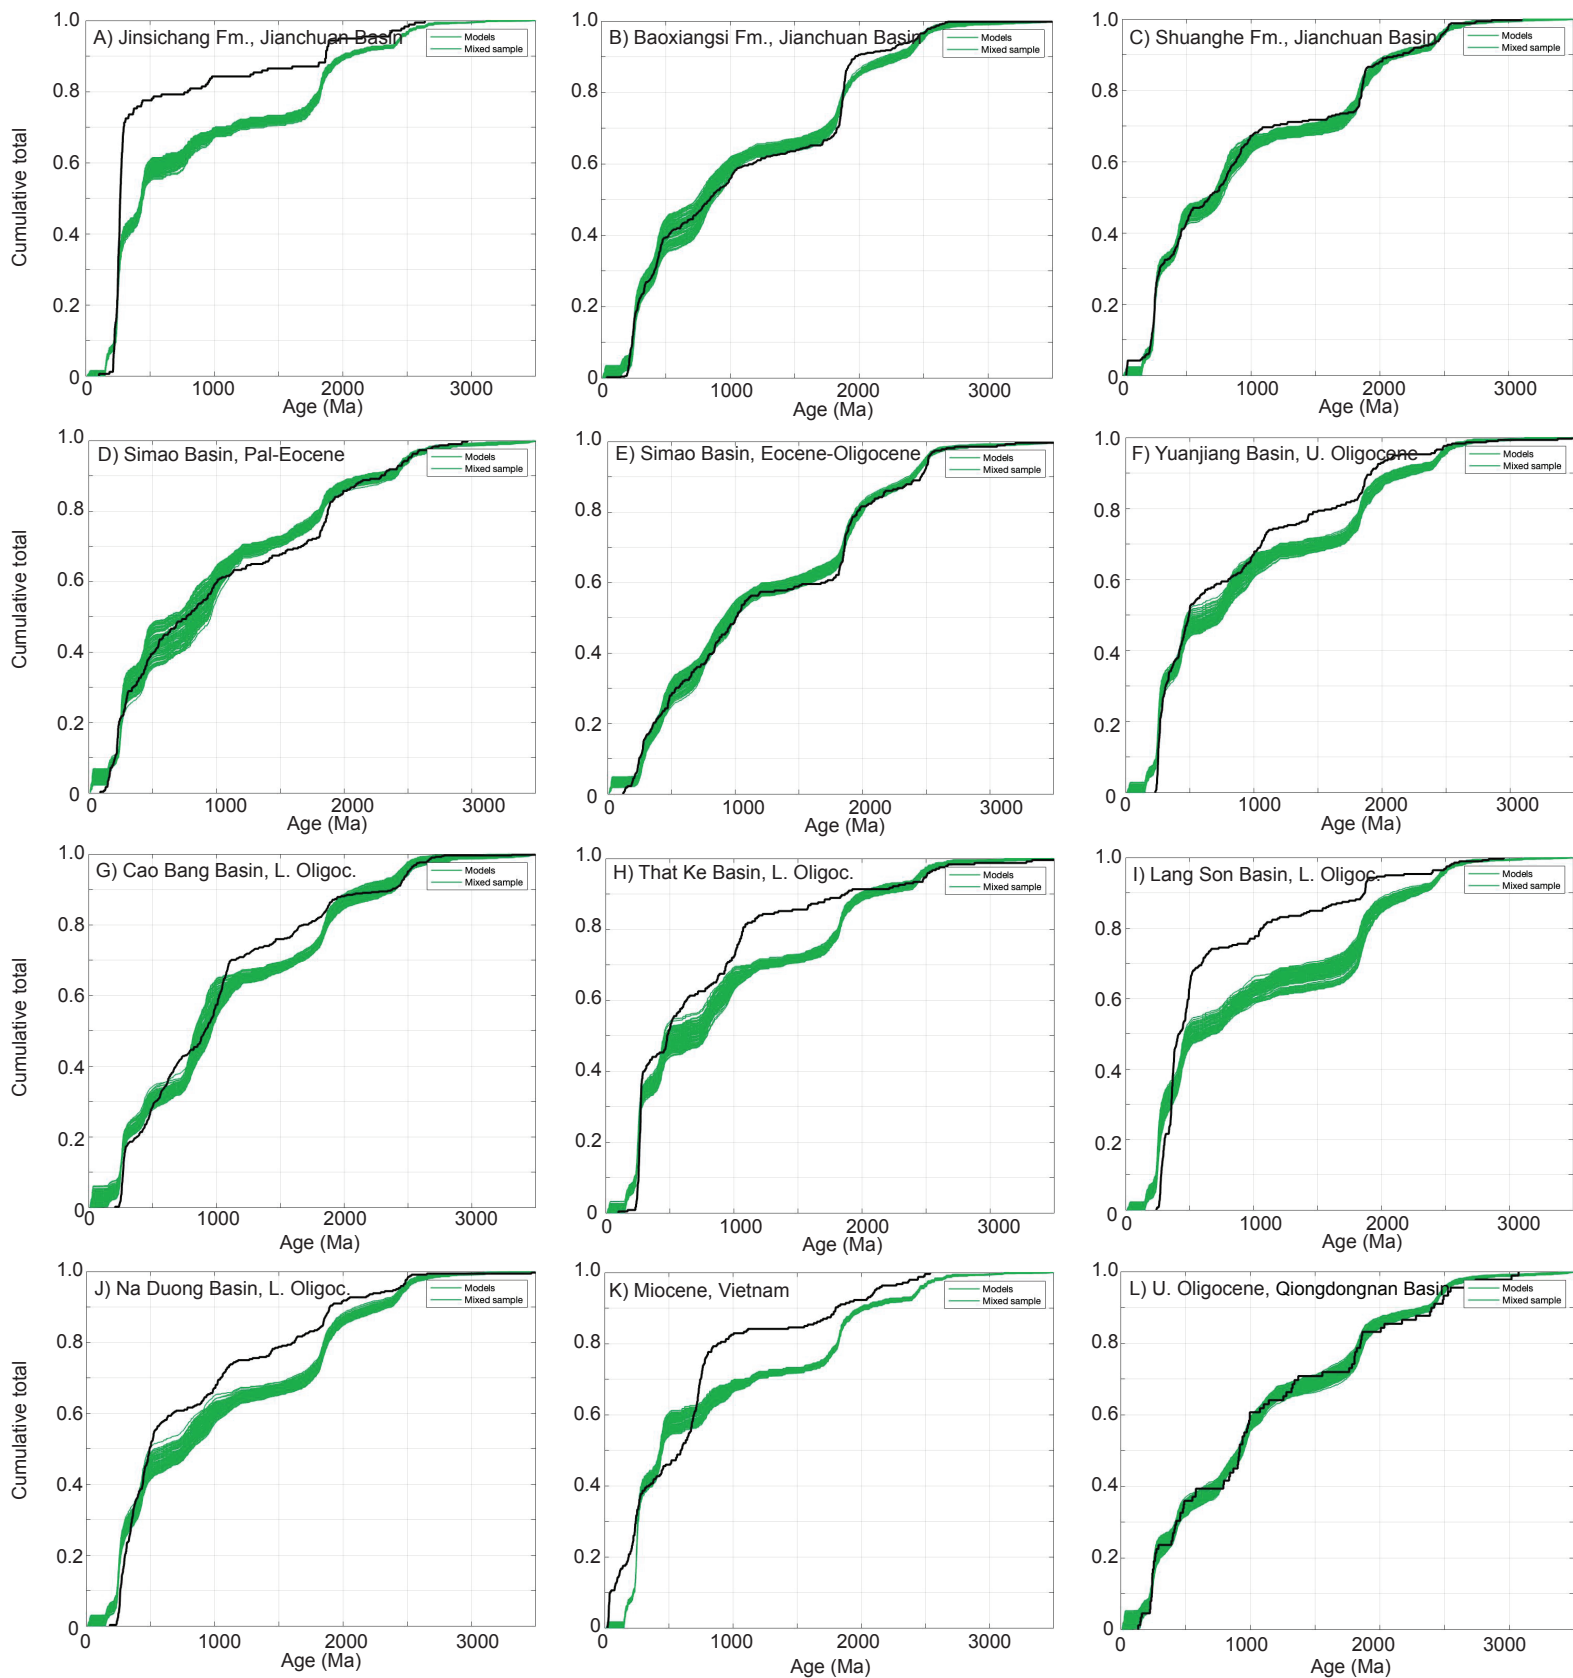 A) Jinsichang Fm., Jianchuan Basin
Models
Mixed sample
Cumulative total
1.0
0.8
0.6
0.4
0.2
0
0 1000 2000 3000
Age (Ma)
B) Baoxiangsi Fm., Jianchuan Basin
Models
Mixed sample
1.0
0.8
0.6
0.4
0.2
0
0 1000 2000 3000
Age (Ma)
C) Shuanghe Fm., Jianchuan Basin
Models
Mixed sample
1.0
0.8
0.6
0.4
0.2
0
0 1000 2000 3000
Age (Ma)
D) Simao Basin, Pal-Eocene
Models
Mixed sample
Cumulative total
1.0
0.8
0.6
0.4
0.2
0
0 1000 2000 3000
Age (Ma)
E) Simao Basin, Eocene-Oligocene
Models
Mixed sample
1.0
0.8
0.6
0.4
0.2
0
0 1000 2000 3000
Age (Ma)
F) Yuanjiang Basin, U. Oligocene
Models
Mixed sample
1.0
0.8
0.6
0.4
0.2
0
0 1000 2000 3000
Age (Ma)
G) Cao Bang Basin, L. Oligoc.
Models
Mixed sample
Cumulative total
1.0
0.8
0.6
0.4
0.2
0
0 1000 2000 3000
Age (Ma)
H) That Ke Basin, L. Oligoc.
Models
Mixed sample
1.0
0.8
0.6
0.4
0.2
0
0 1000 2000 3000
Age (Ma)
I) Lang Son Basin, L. Oligoc.
Models
Mixed sample
1.0
0.8
0.6
0.4
0.2
0
0 1000 2000 3000
Age (Ma)
J) Na Duong Basin, L. Oligoc.
Models
Mixed sample
Cumulative total
1.0
0.8
0.6
0.4
0.2
0
0 1000 2000 3000
Age (Ma)
K) Miocene, Vietnam
Models
Mixed sample
1.0
0.8
0.6
0.4
0.2
0
0 1000 2000 3000
Age (Ma)
L) U. Oligocene, Qiongdongnan Basin
Models
Mixed sample
1.0
0.8
0.6
0.4
0.2
0
0 1000 2000 3000
Age (Ma)